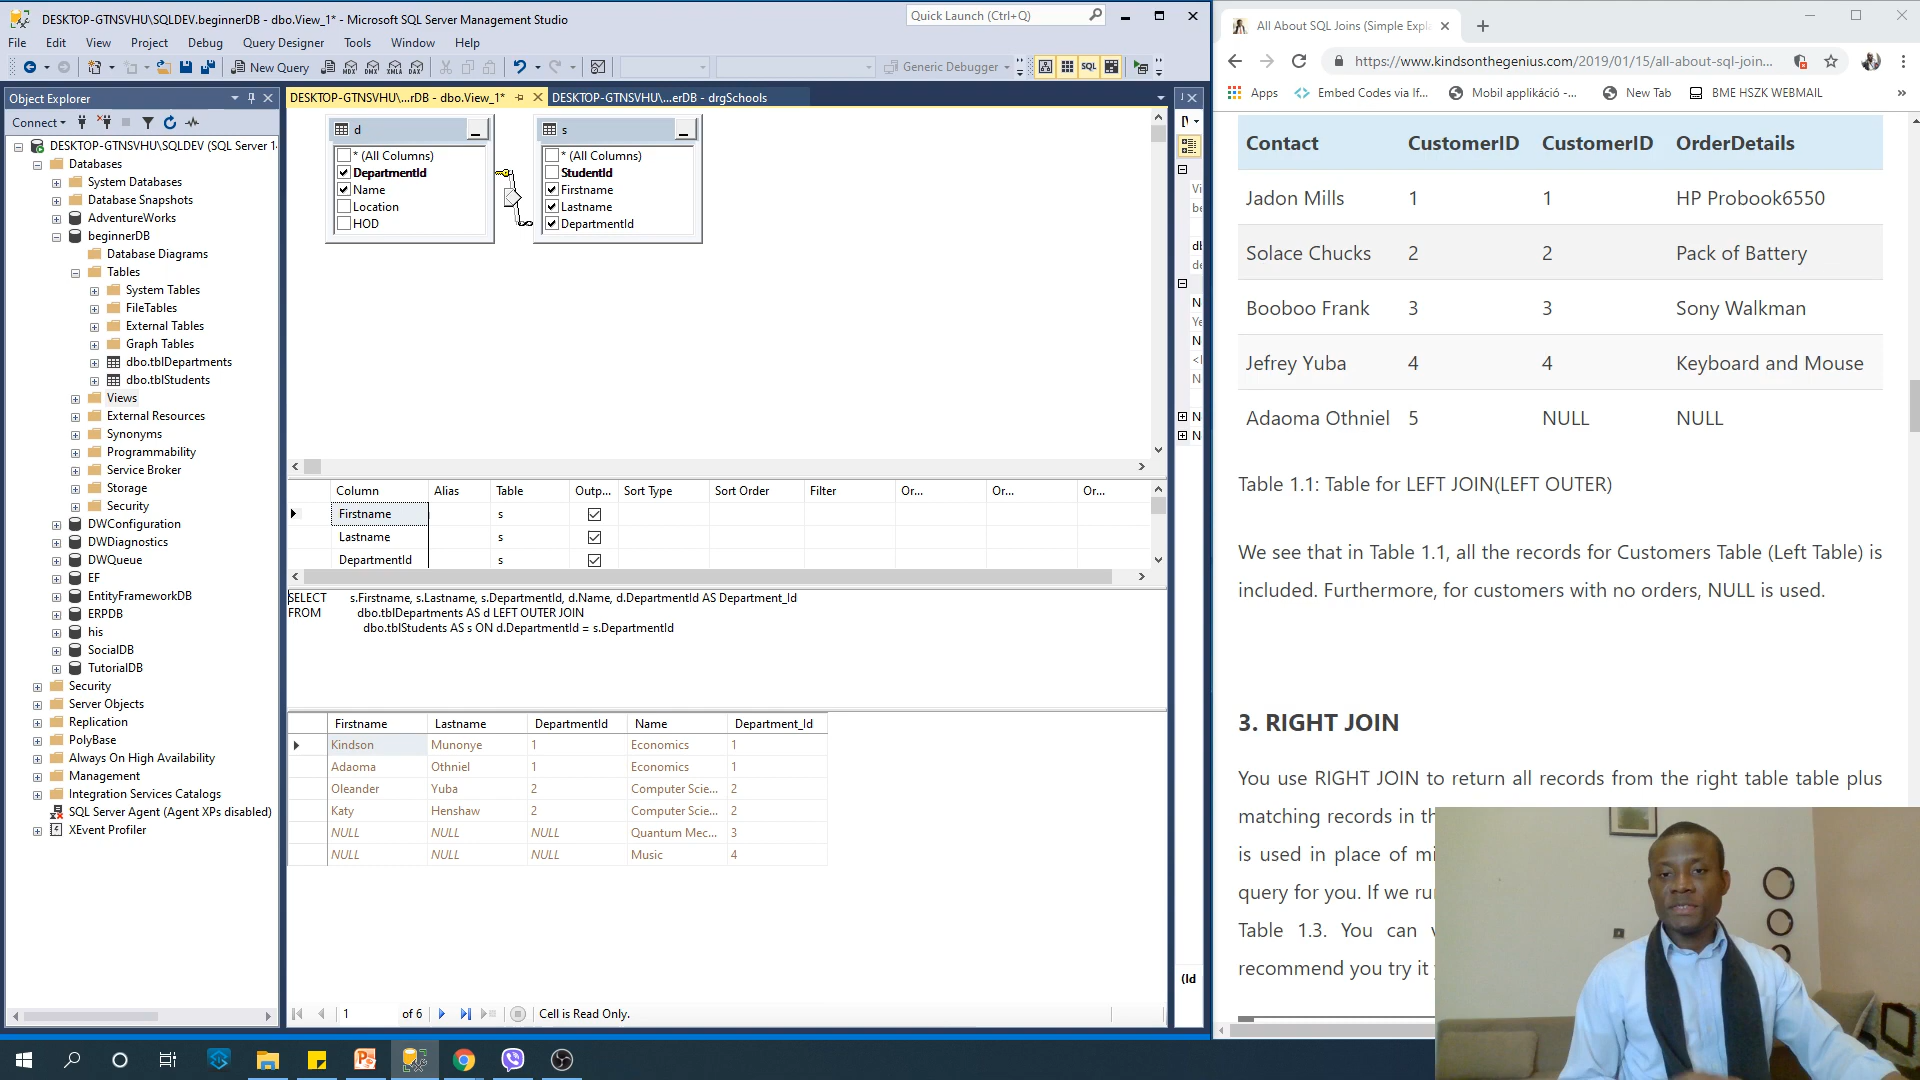 DESKTOP-GTNSVHU\SQLDEV.beginnerDB - dbo.View_1* - Microsoft SQL Server Management Studio
Quick Launch (Ctrl+Q)
File Edit View Project Debug Query Designer Tools Window Help
New Query
Generic Debugger
Object Explorer
Connect
DESKTOP-GTNSVHU\SQLDEV (SQL Server 1
Databases
System Databases
Database Snapshots
AdventureWorks
beginnerDB
Database Diagrams
Tables
System Tables
FileTables
External Tables
Graph Tables
dbo.tblDepartments
dbo.tblStudents
Views
External Resources
Synonyms
Programmability
Service Broker
Storage
Security
DWConfiguration
DWDiagnostics
DWQueue
EF
EntityFrameworkDB
ERPDB
his
SocialDB
TutorialDB
Security
Server Objects
Replication
PolyBase
Always On High Availability
Management
Integration Services Catalogs
SQL Server Agent (Agent XPs disabled)
XEvent Profiler
DESKTOP-GTNSVHU\...rDB - dbo.View_1* DESKTOP-GTNSVHU\...erDB - drgSchools
d
* (All Columns)
DepartmentId
Name
Location
HOD
s
* (All Columns)
StudentId
Firstname
Lastname
DepartmentId
Column Alias Table Outp... Sort Type Sort Order Filter Or... Or... Or...
Firstname s
Lastname s
DepartmentId s
SELECT s.Firstname, s.Lastname, s.DepartmentId, d.Name, d.DepartmentId AS Department_Id
FROM dbo.tblDepartments AS d LEFT OUTER JOIN
dbo.tblStudents AS s ON d.DepartmentId = s.DepartmentId
Firstname Lastname DepartmentId Name Department_Id
Kindson Munonye 1 Economics 1
Adaoma Othniel 1 Economics 1
Oleander Yuba 2 Computer Scie... 2
Katy Henshaw 2 Computer Scie... 2
NULL NULL NULL Quantum Mec... 3
NULL NULL NULL Music 4
1 of 6 Cell is Read Only.
(Id
All About SQL Joins (Simple Expl
https://www.kindsonthegenius.com/2019/01/15/all-about-sql-join...
Apps Embed Codes via If... Mobil applikáció -... New Tab BME HSZK WEBMAIL
Contact CustomerID CustomerID OrderDetails
Jadon Mills 1 1 HP Probook6550
Solace Chucks 2 2 Pack of Battery
Booboo Frank 3 3 Sony Walkman
Jefrey Yuba 4 4 Keyboard and Mouse
Adaoma Othniel 5 NULL NULL
Table 1.1: Table for LEFT JOIN(LEFT OUTER)
We see that in Table 1.1, all the records for Customers Table (Left Table) is
included. Furthermore, for customers with no orders, NULL is used.
3. RIGHT JOIN
You use RIGHT JOIN to return all records from the right table table plus
matching records in th
is used in place of mi
query for you. If we ru
Table 1.3. You can
recommend you try it